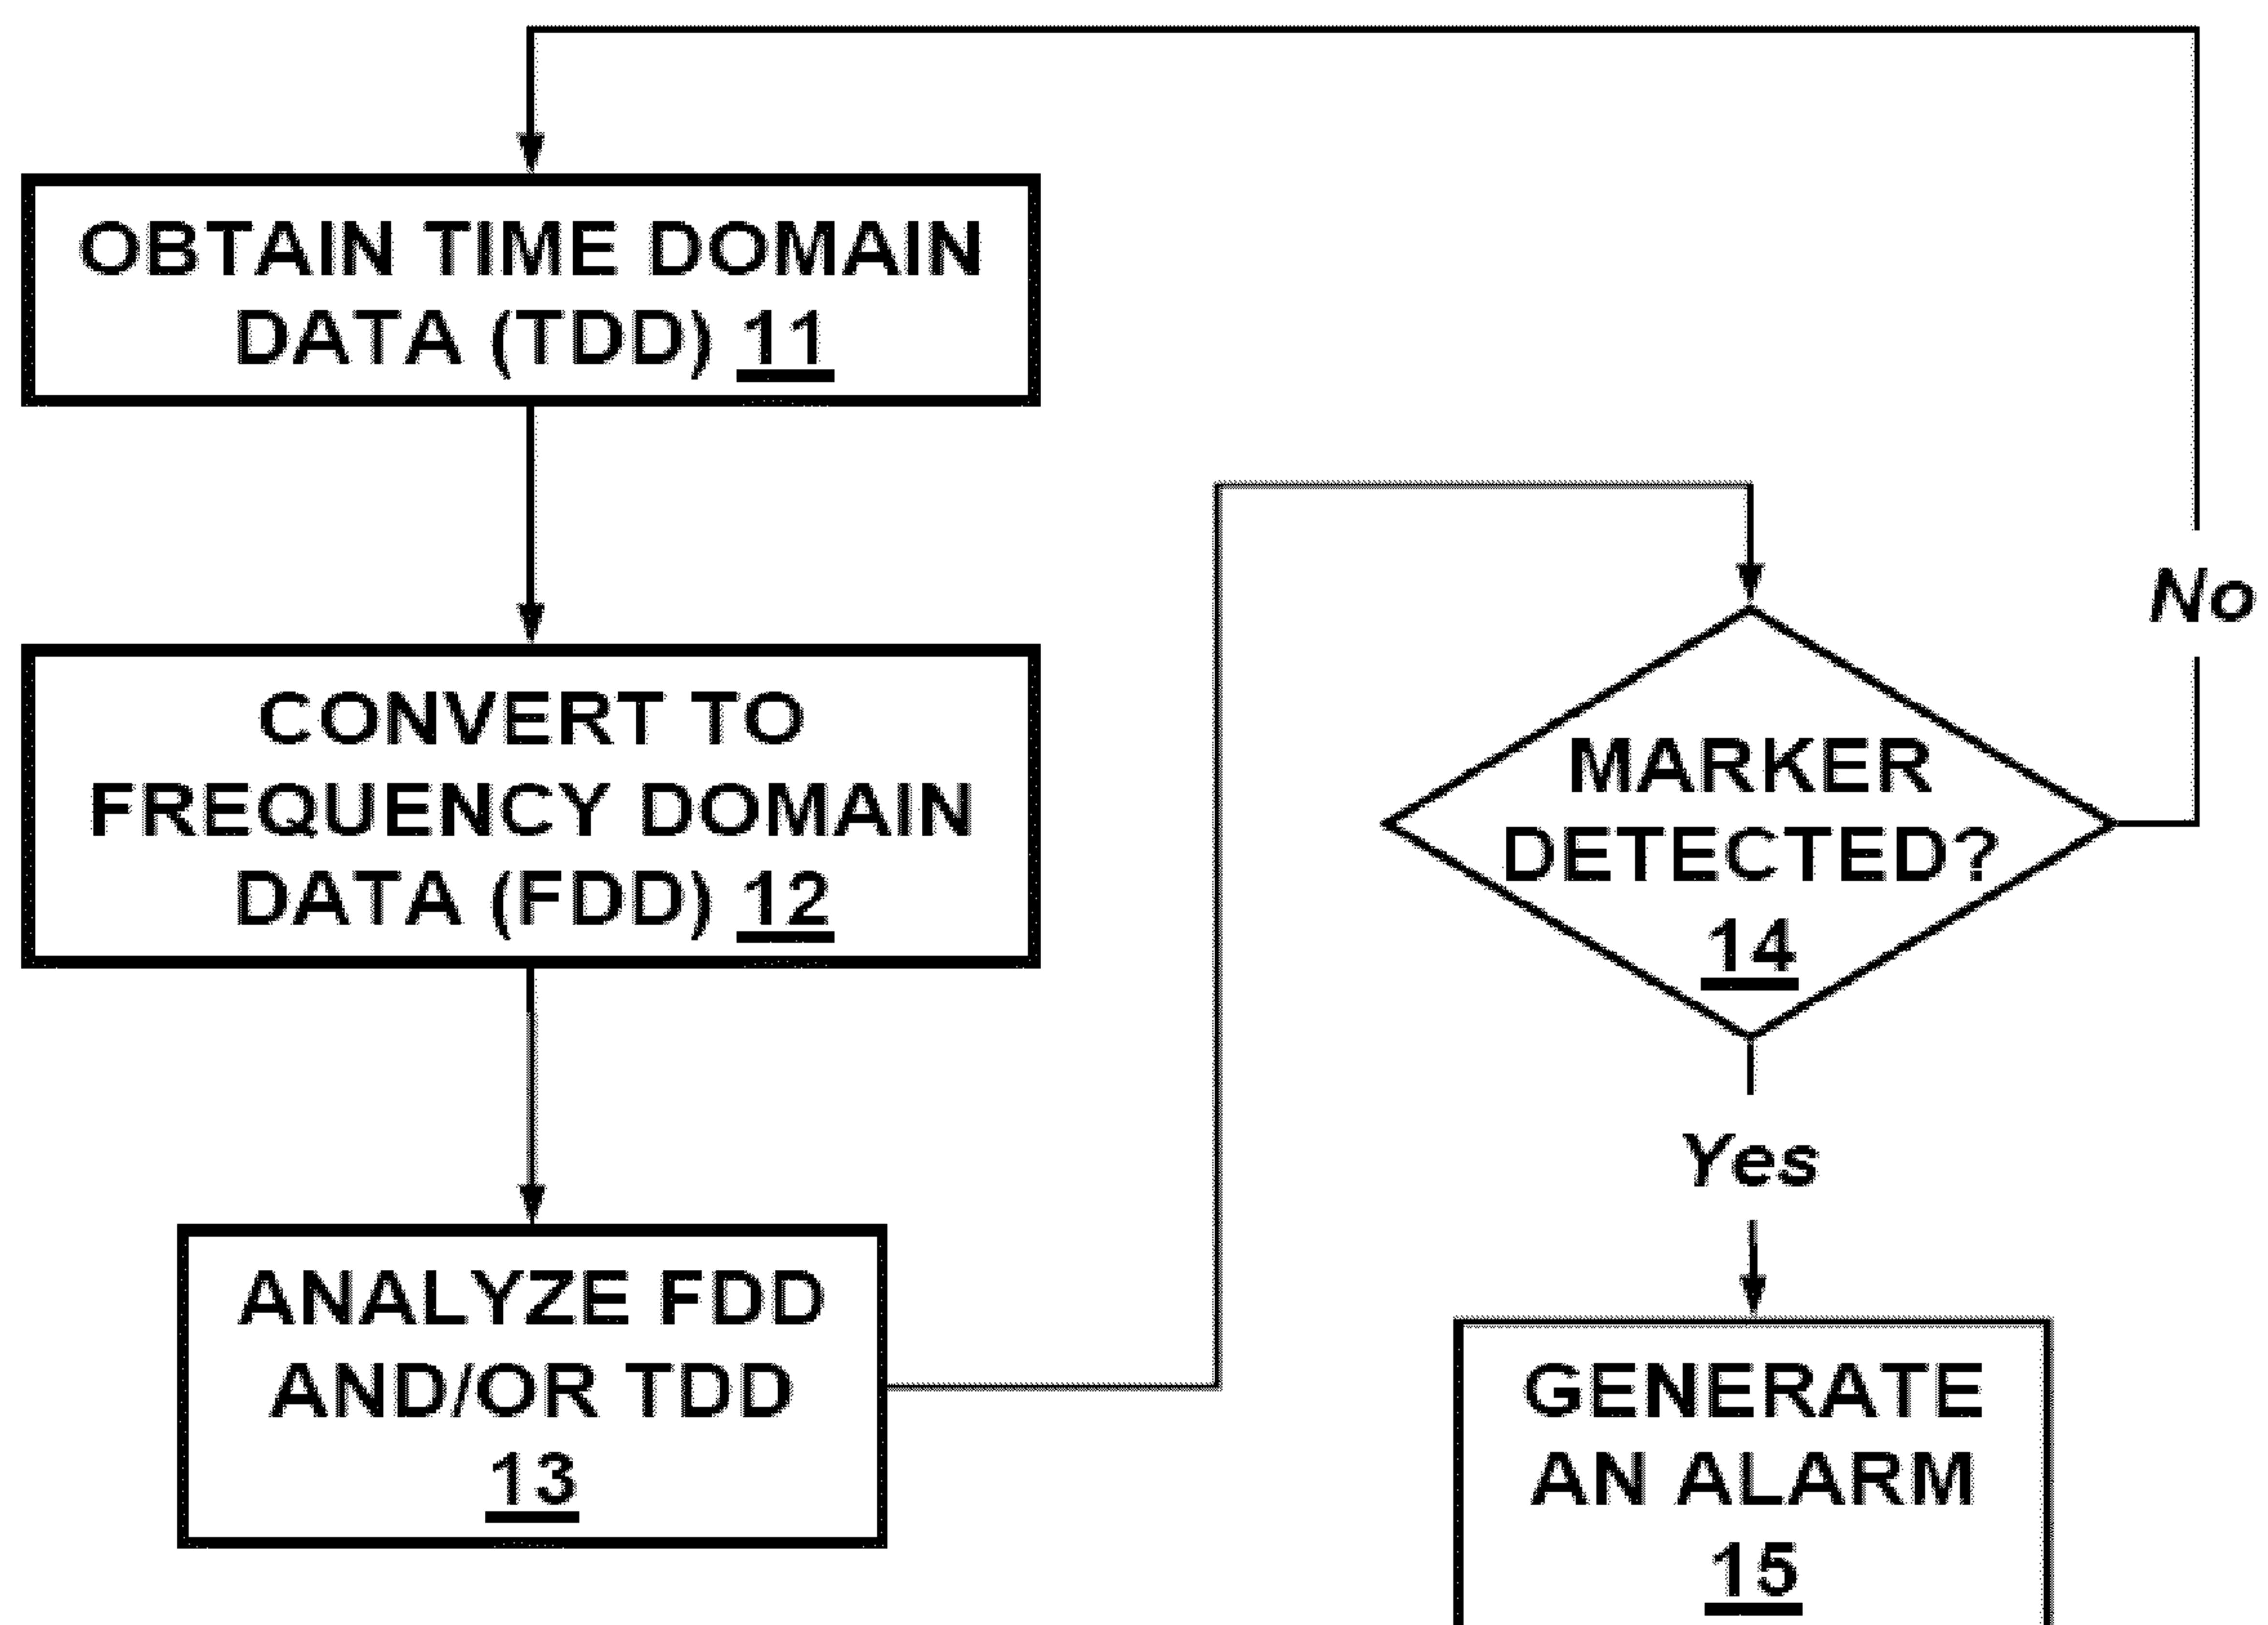 OBTAIN TIME DOMAIN
DATA (TDD) 11
CONVERT TO
FREQUENCY DOMAIN
DATA (FDD) 12
ANALYZE FDD
AND/OR TDD
13
MARKER
DETECTED?
14
No
Yes
GENERATE
AN ALARM
15